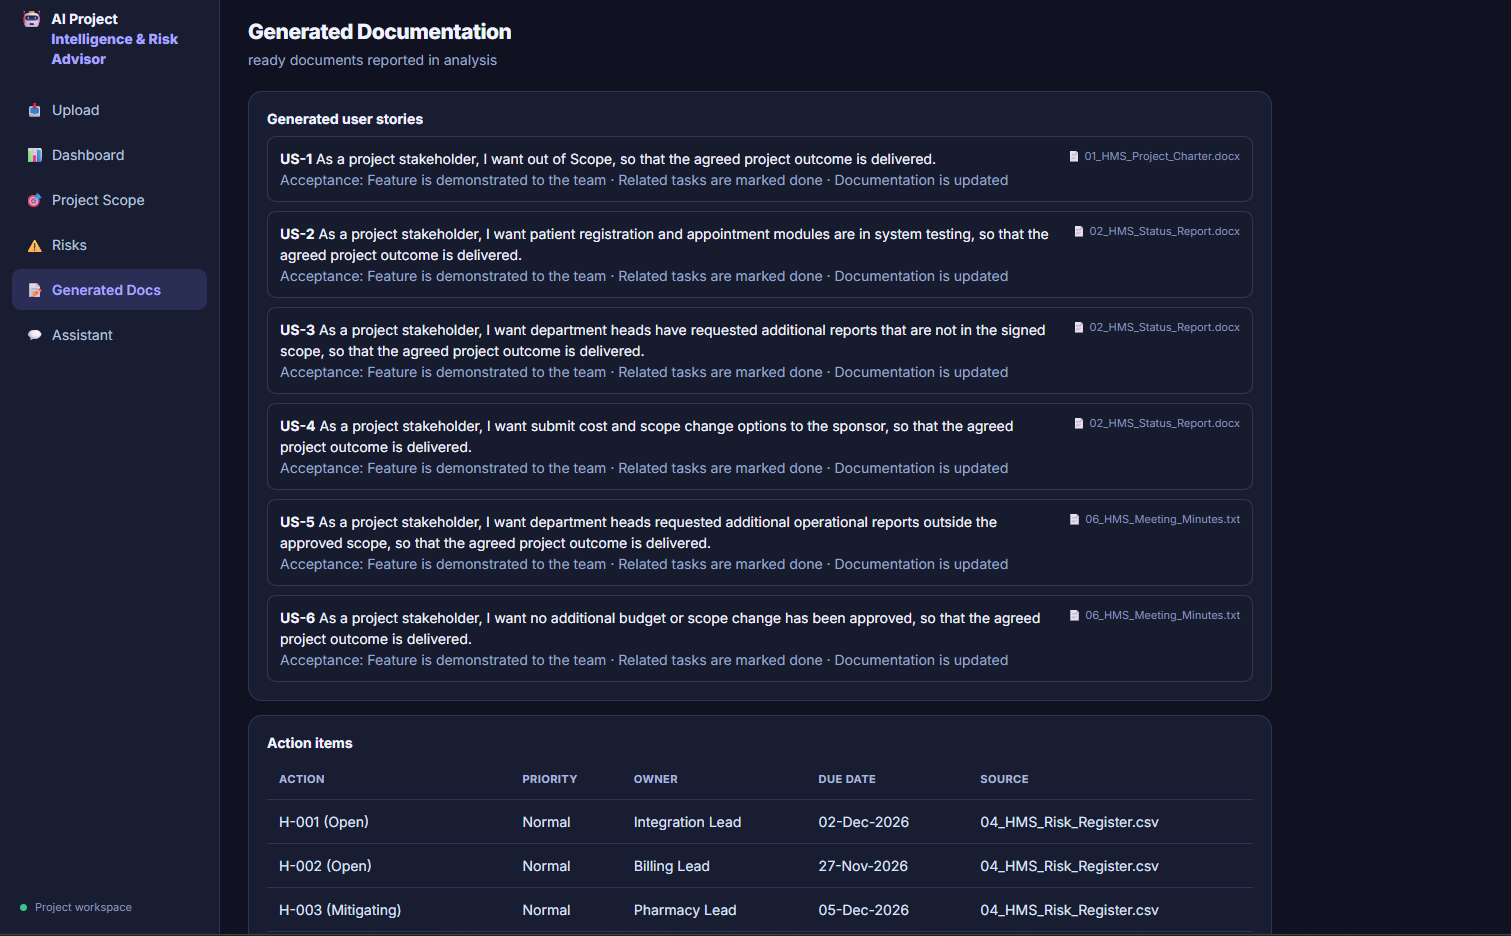 AI Project
Intelligence & Risk
Advisor
Upload
Dashboard
Project Scope
Risks
Generated Docs
Assistant
Project workspace
Generated Documentation
ready documents reported in analysis
Generated user stories
US-1 As a project stakeholder, I want out of Scope, so that the agreed project outcome is delivered.
01_HMS_Project_Charter.docx
Acceptance: Feature is demonstrated to the team · Related tasks are marked done · Documentation is updated
US-2 As a project stakeholder, I want patient registration and appointment modules are in system testing, so that the
agreed project outcome is delivered.
02_HMS_Status_Report.docx
Acceptance: Feature is demonstrated to the team · Related tasks are marked done · Documentation is updated
US-3 As a project stakeholder, I want department heads have requested additional reports that are not in the signed
scope, so that the agreed project outcome is delivered.
02_HMS_Status_Report.docx
Acceptance: Feature is demonstrated to the team · Related tasks are marked done · Documentation is updated
US-4 As a project stakeholder, I want submit cost and scope change options to the sponsor, so that the agreed
project outcome is delivered.
02_HMS_Status_Report.docx
Acceptance: Feature is demonstrated to the team · Related tasks are marked done · Documentation is updated
US-5 As a project stakeholder, I want department heads requested additional operational reports outside the
approved scope, so that the agreed project outcome is delivered.
06_HMS_Meeting_Minutes.txt
Acceptance: Feature is demonstrated to the team · Related tasks are marked done · Documentation is updated
US-6 As a project stakeholder, I want no additional budget or scope change has been approved, so that the agreed
project outcome is delivered.
06_HMS_Meeting_Minutes.txt
Acceptance: Feature is demonstrated to the team · Related tasks are marked done · Documentation is updated
Action items
ACTION PRIORITY OWNER DUE DATE SOURCE
H-001 (Open) Normal Integration Lead 02-Dec-2026 04_HMS_Risk_Register.csv
H-002 (Open) Normal Billing Lead 27-Nov-2026 04_HMS_Risk_Register.csv
H-003 (Mitigating) Normal Pharmacy Lead 05-Dec-2026 04_HMS_Risk_Register.csv